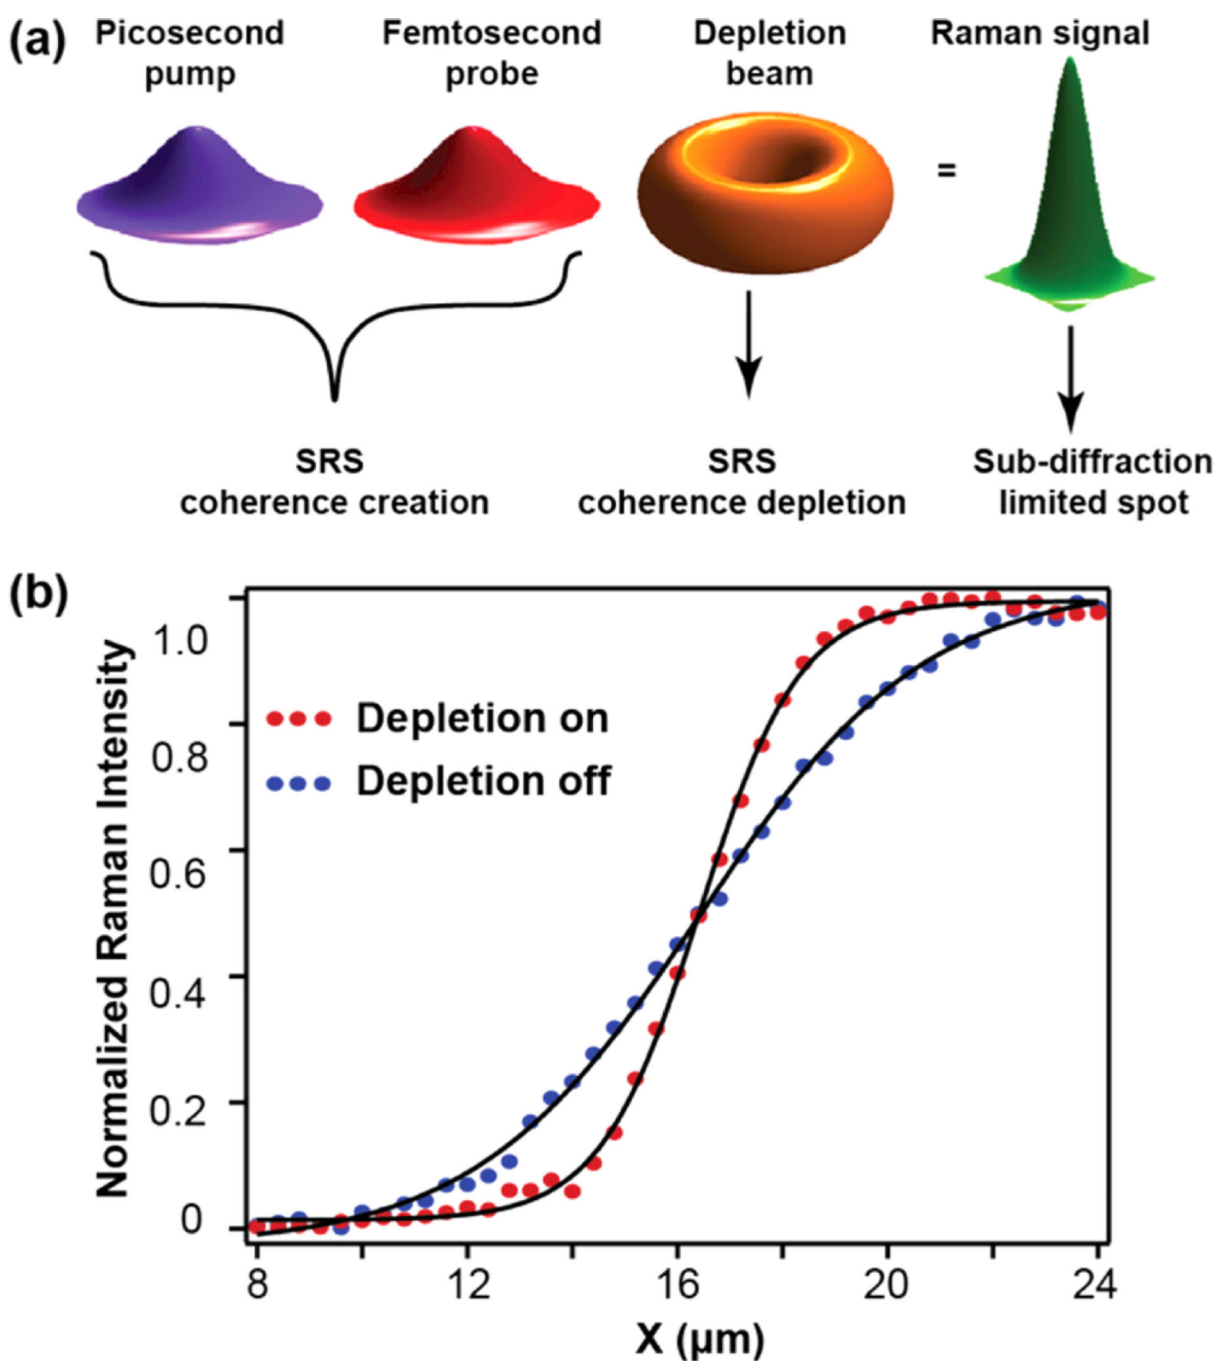 (a)
Picosecond
pump
Femtosecond
probe
Depletion
beam
=
Raman signal
SRS
coherence creation
SRS
coherence depletion
Sub-diffraction
limited spot
(b)
Normalized Raman Intensity
1.0
0.8
0.6
0.4
0.2
0
Depletion on
Depletion off
8
12
16
20
24
X (μm)